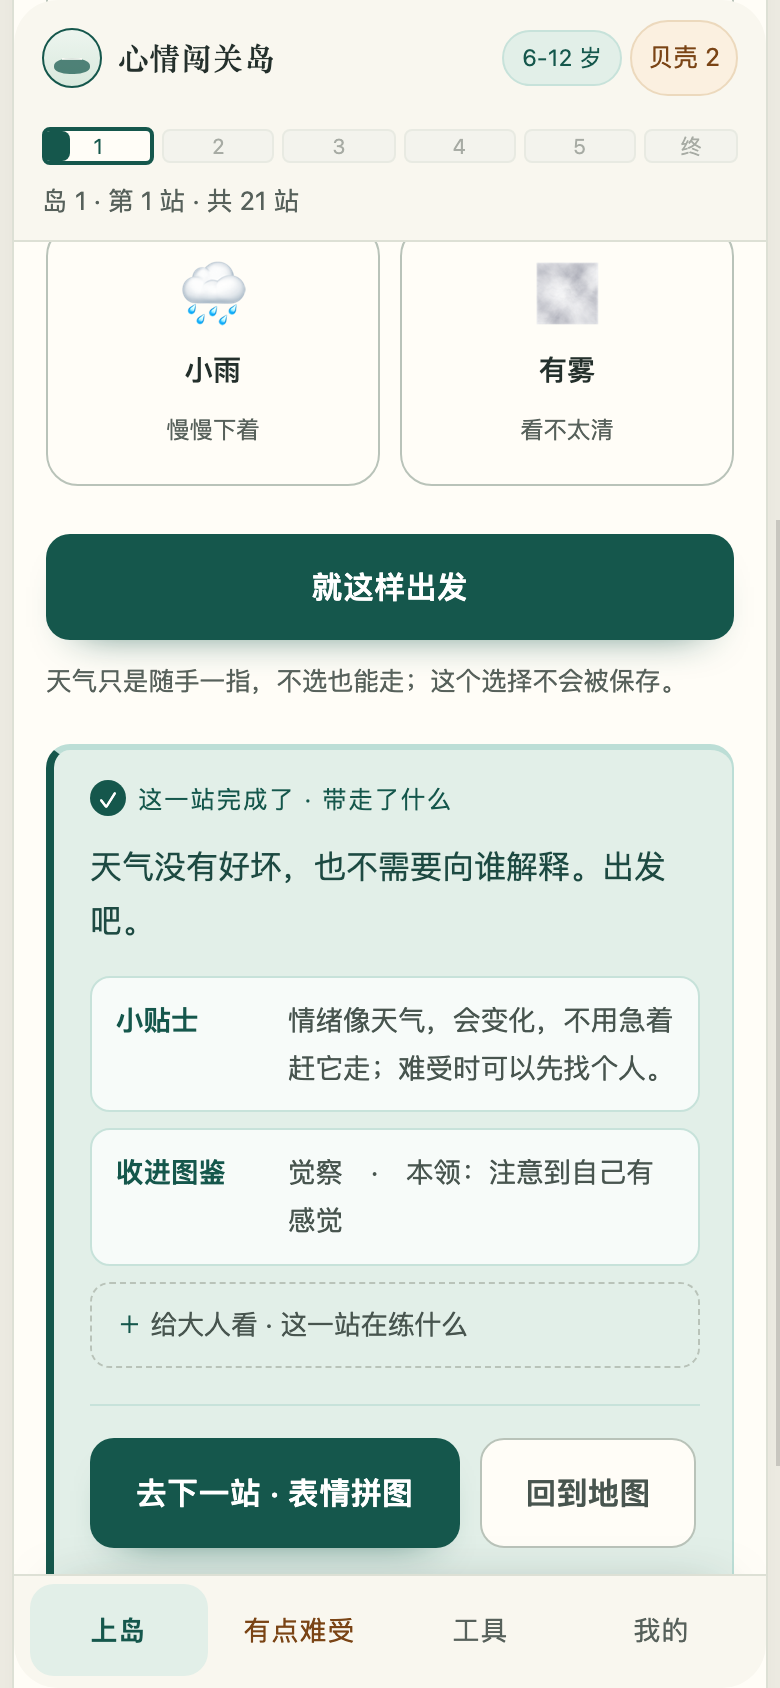 心情闯关岛
6-12 岁
贝壳 2
1
2
3
4
5
终
岛 1 · 第 1 站 · 共 21 站
小雨
慢慢下着
有雾
看不太清
就这样出发
天气只是随手一指，不选也能走；这个选择不会被保存。
这一站完成了 · 带走了什么
天气没有好坏，也不需要向谁解释。出发
吧。
小贴士
情绪像天气，会变化，不用急着
赶它走；难受时可以先找个人。
收进图鉴
觉察 · 本领：注意到自己有
感觉
+ 给大人看 · 这一站在练什么
去下一站 · 表情拼图
回到地图
上岛
有点难受
工具
我的